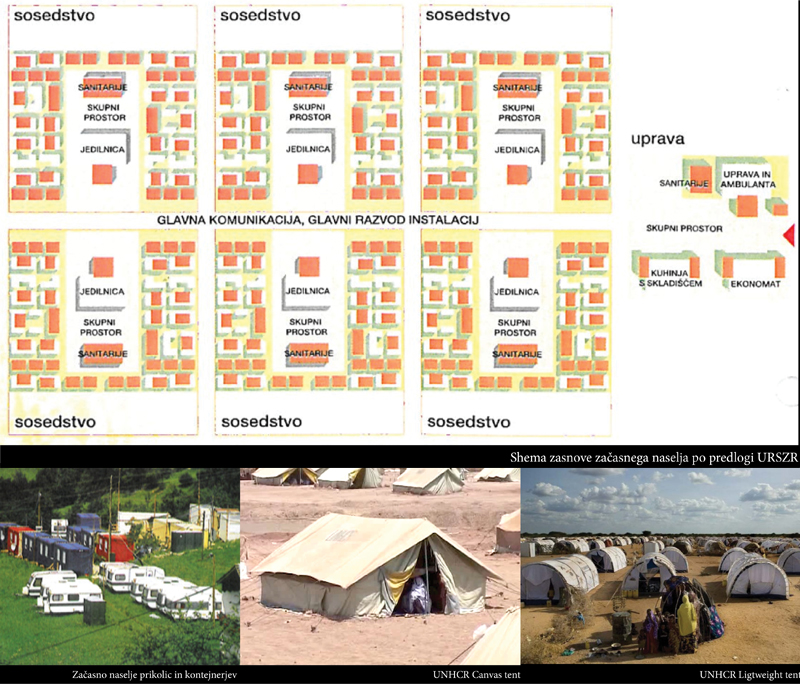 sosedstvo
sosedstvo
sosedstvo
SANITARIJE
SKUPNI
PROSTOR
JEDILNICA
SANITARIJE
SKUPNI
PROSTOR
JEDILNICA
SANITARIJE
SKUPNI
PROSTOR
JEDILNICA
uprava
SANITARIJE
UPRAVA IN
AMBULANTA
SKUPNI PROSTOR
KUHINJA
S SKLADIŠČEM
EKONOMAT
GLAVNA KOMUNIKACIJA, GLAVNI RAZVOD INSTALACIJ
JEDILNICA
SKUPNI
PROSTOR
SANITARIJE
JEDILNICA
SKUPNI
PROSTOR
SANITARIJE
JEDILNICA
SKUPNI
PROSTOR
SANITARIJE
sosedstvo
sosedstvo
sosedstvo
Shema zasnove začasnega naselja po predlogi URSZR
Začasno naselje prikolic in kontejnerjev
UNHCR Canvas tent
UNHCR Ligtweight tent